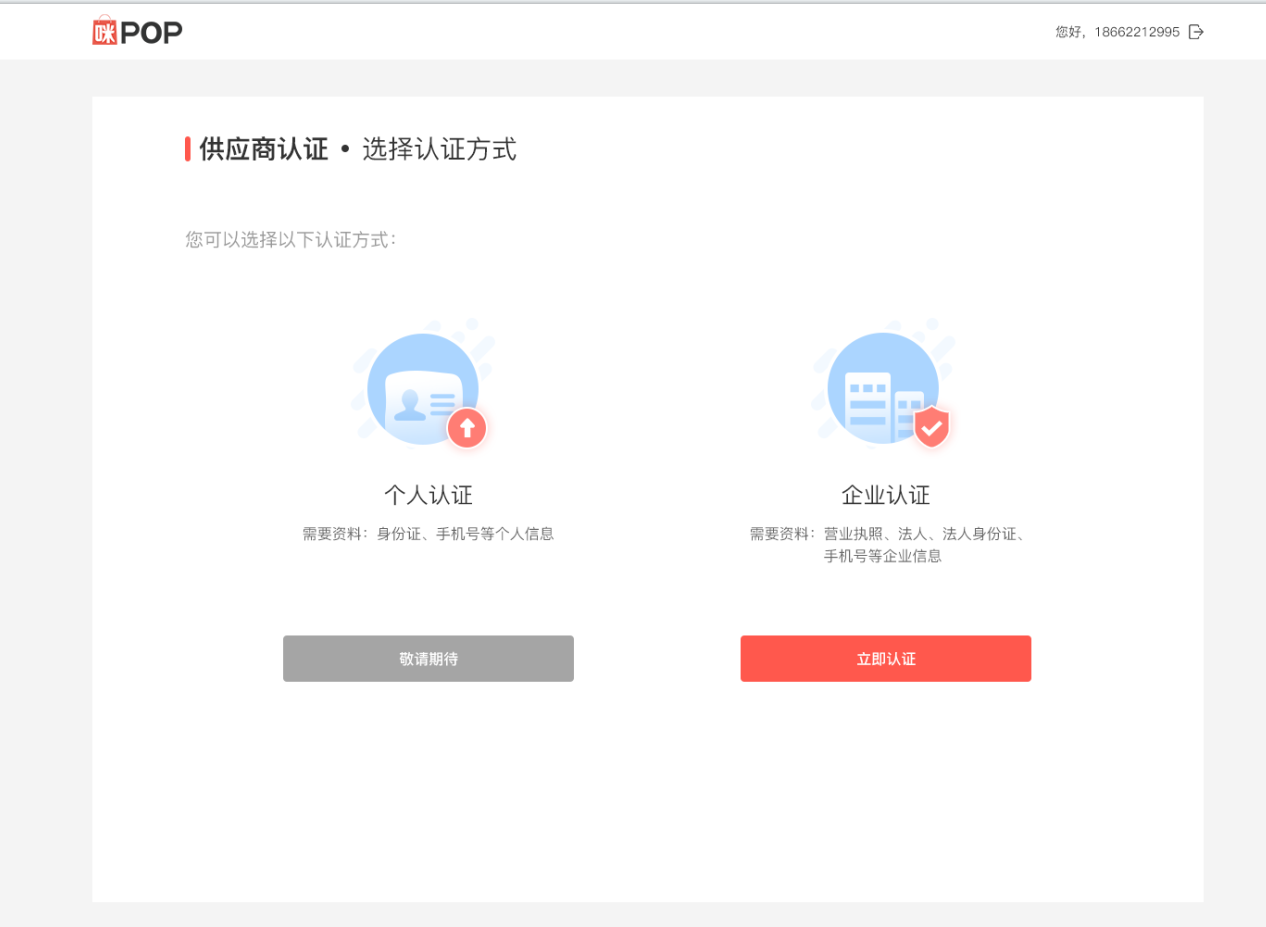 咪POP
您好，18662212995
供应商认证 • 选择认证方式
您可以选择以下认证方式：
个人认证
需要资料：身份证、手机号等个人信息
敬请期待
企业认证
需要资料：营业执照、法人、法人身份证、
手机号等企业信息
立即认证